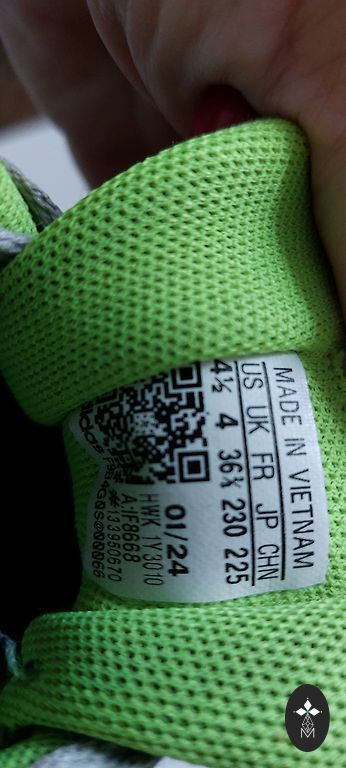 MADE IN VIETNAM
US UK FR JP CHN
4½ 4 36⅔ 230 225
01/24
HWK 1Y3010
A:IF8668
adidas
M